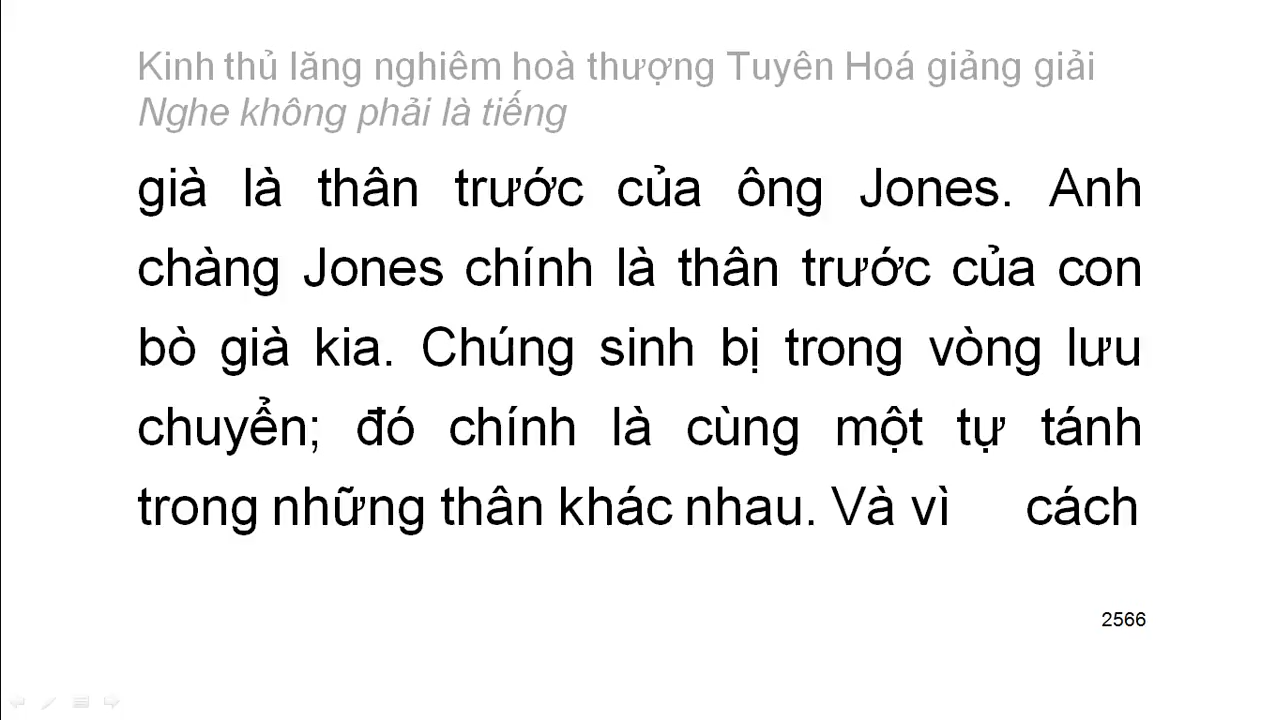 Kinh thủ lăng nghiêm hoà thượng Tuyên Hoá giảng giải
Nghe không phải là tiếng
già là thân trước của ông Jones. Anh
chàng Jones chính là thân trước của con
bò già kia. Chúng sinh bị trong vòng lưu
chuyển; đó chính là cùng một tự tánh
trong những thân khác nhau. Và vì cách
2566